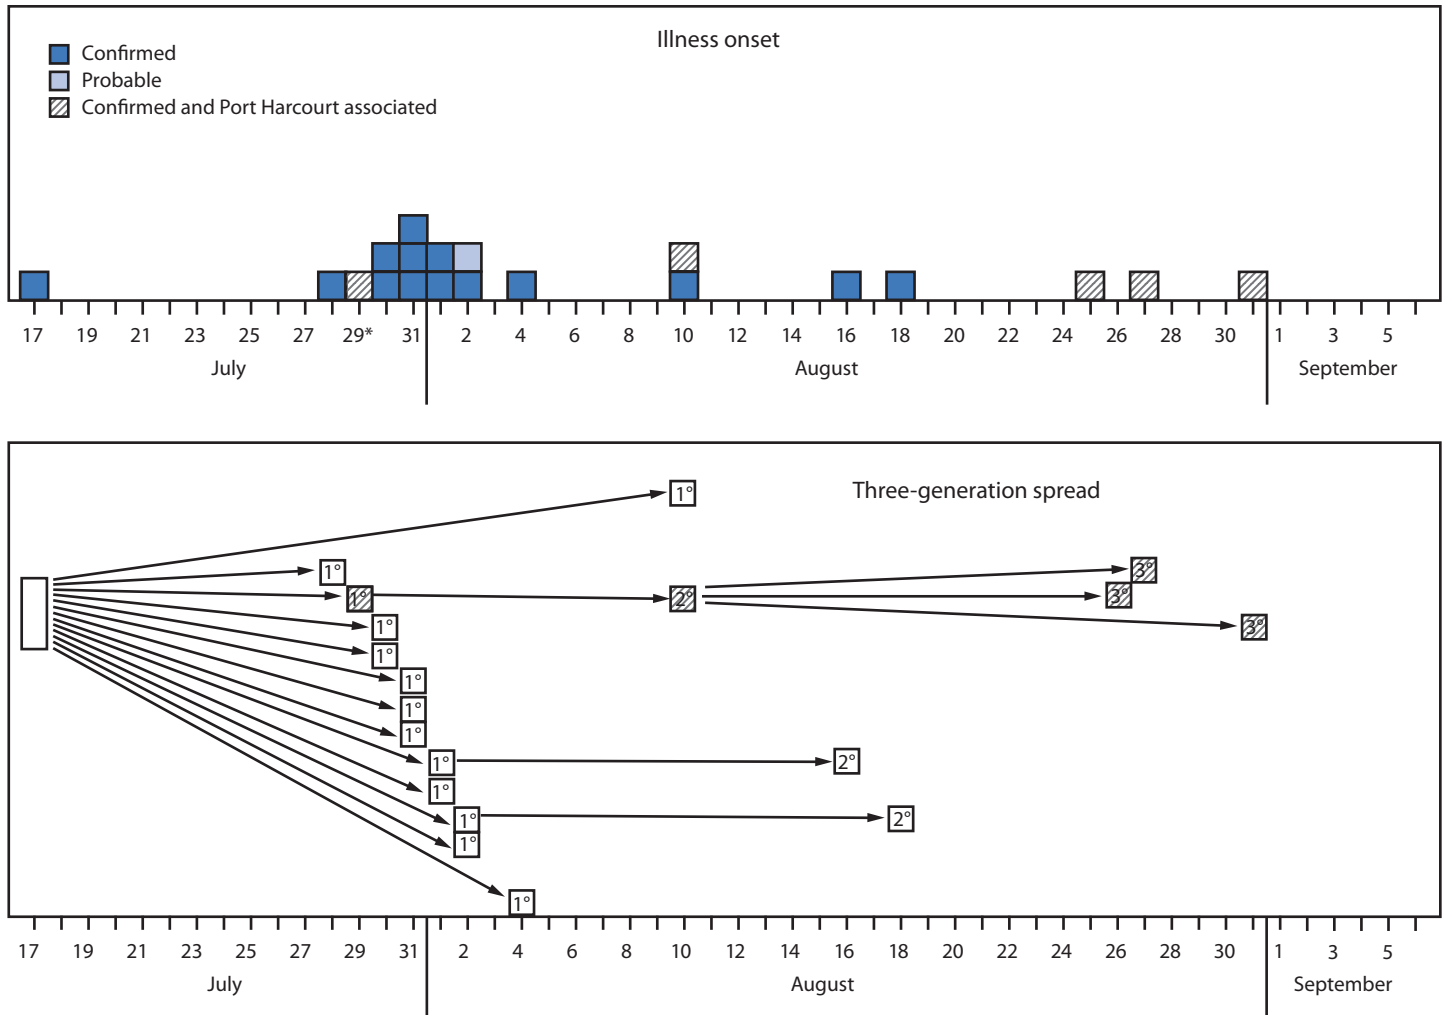 Illness onset
Confirmed
Probable
Confirmed and Port Harcourt associated
17 19 21 23 25 27 29* 31 2 4 6 8 10 12 14 16 18 20 22 24 26 28 30 1 3 5
July August September
Three-generation spread
1°
1° 3°
1° 2° 3°
1° 3°
1°
1°
1°
1°
1° 2°
1°
1° 2°
1°
1°
17 19 21 23 25 27 29 31 2 4 6 8 10 12 14 16 18 20 22 24 26 28 30 1 3 5
July August September